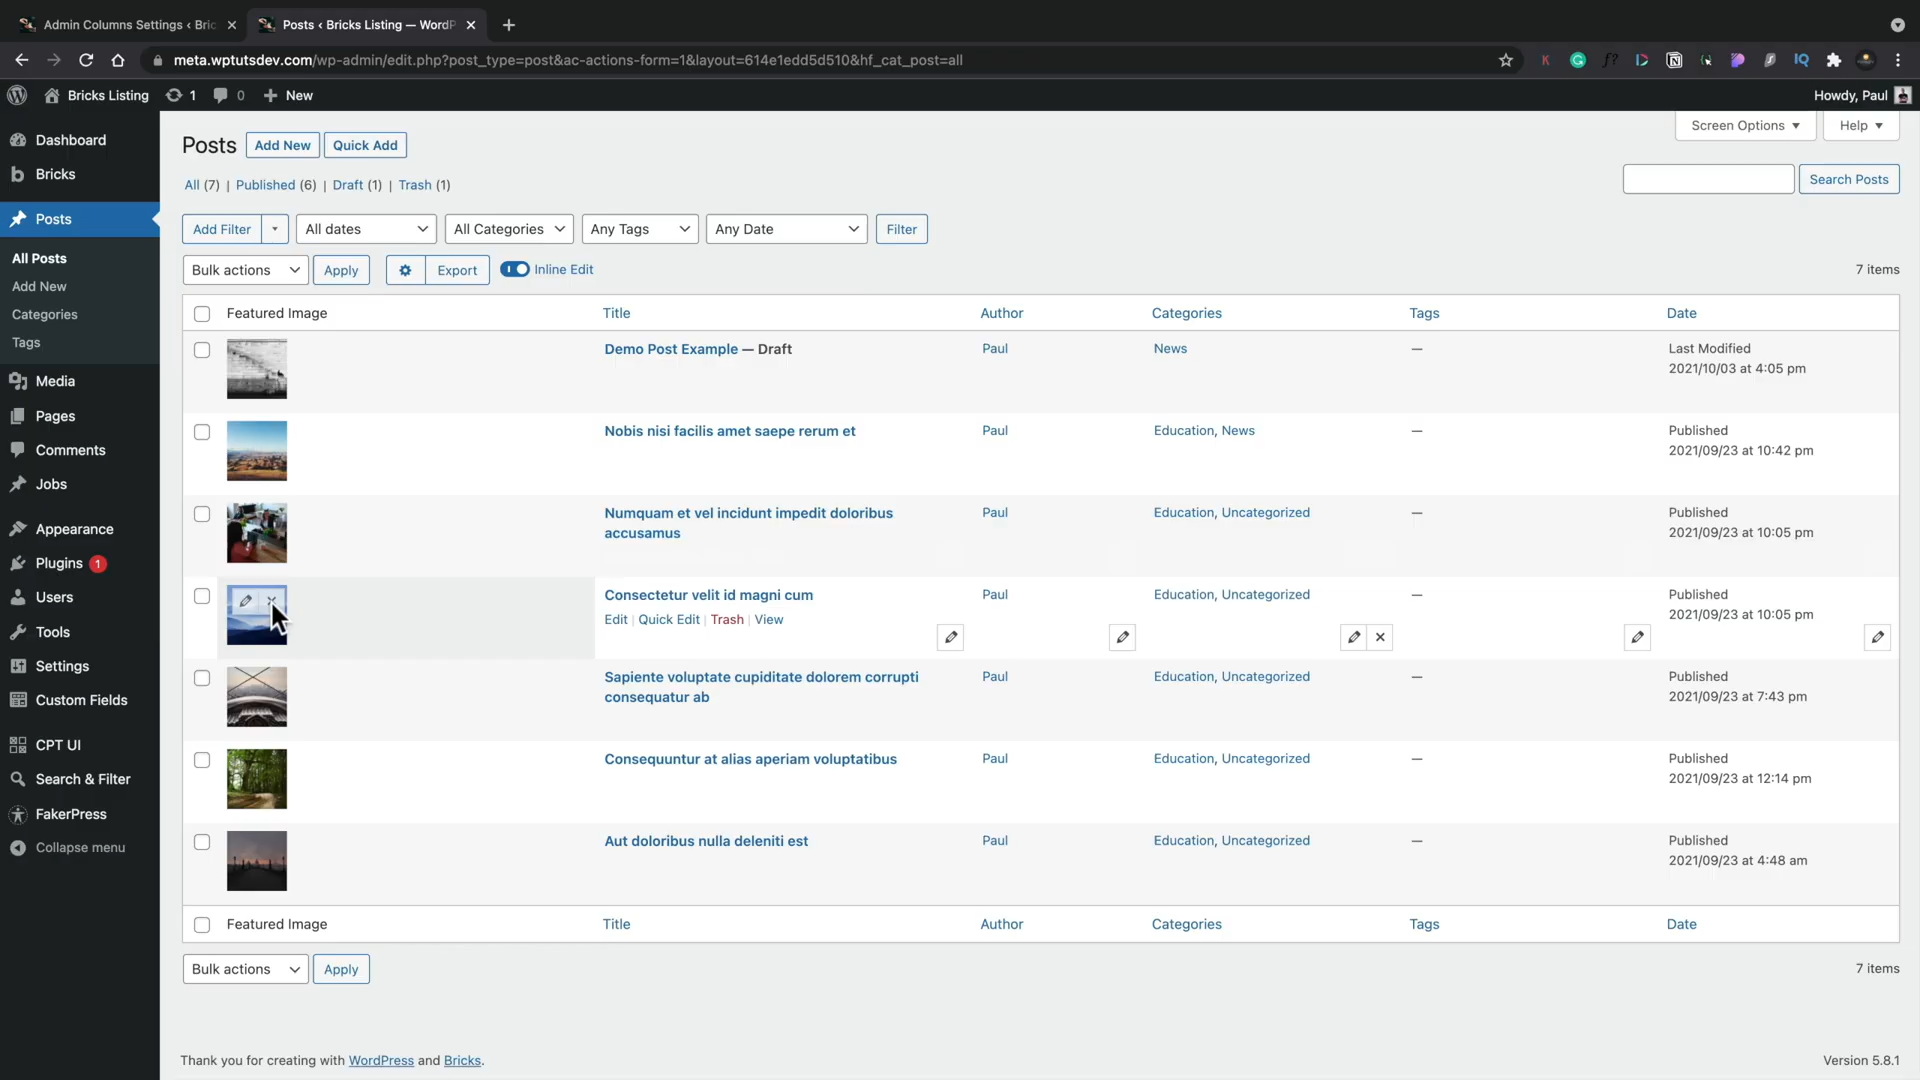 Admin Columns Settings ‹ Bric
Posts ‹ Bricks Listing — WordP
meta.wptutsdev.com/wp-admin/edit.php?post_type=post&ac-actions-form=1&layout=614e1edd5d510&hf_cat_post=all
Bricks Listing 1 0 New
Howdy, Paul
Dashboard
Bricks
Posts
All Posts
Add New
Categories
Tags
Media
Pages
Comments
Jobs
Appearance
Plugins 1
Users
Tools
Settings
Custom Fields
CPT UI
Search & Filter
FakerPress
Collapse menu
Screen Options Help
Posts Add New Quick Add
All (7) | Published (6) | Draft (1) | Trash (1)
Search Posts
Add Filter All dates All Categories Any Tags Any Date Filter
Bulk actions Apply Export Inline Edit
7 items
Featured Image Title Author Categories Tags Date
Demo Post Example — Draft Paul News — Last Modified
2021/10/03 at 4:05 pm
Nobis nisi facilis amet saepe rerum et Paul Education, News — Published
2021/09/23 at 10:42 pm
Numquam et vel incidunt impedit doloribus Paul Education, Uncategorized — Published
accusamus 2021/09/23 at 10:05 pm
Consectetur velit id magni cum Paul Education, Uncategorized — Published
Edit | Quick Edit | Trash | View 2021/09/23 at 10:05 pm
Sapiente voluptate cupiditate dolorem corrupti Paul Education, Uncategorized — Published
consequatur ab 2021/09/23 at 7:43 pm
Consequuntur at alias aperiam voluptatibus Paul Education, Uncategorized — Published
2021/09/23 at 12:14 pm
Aut doloribus nulla deleniti est Paul Education, Uncategorized — Published
2021/09/23 at 4:48 am
Featured Image Title Author Categories Tags Date
Bulk actions Apply
7 items
Thank you for creating with WordPress and Bricks.
Version 5.8.1